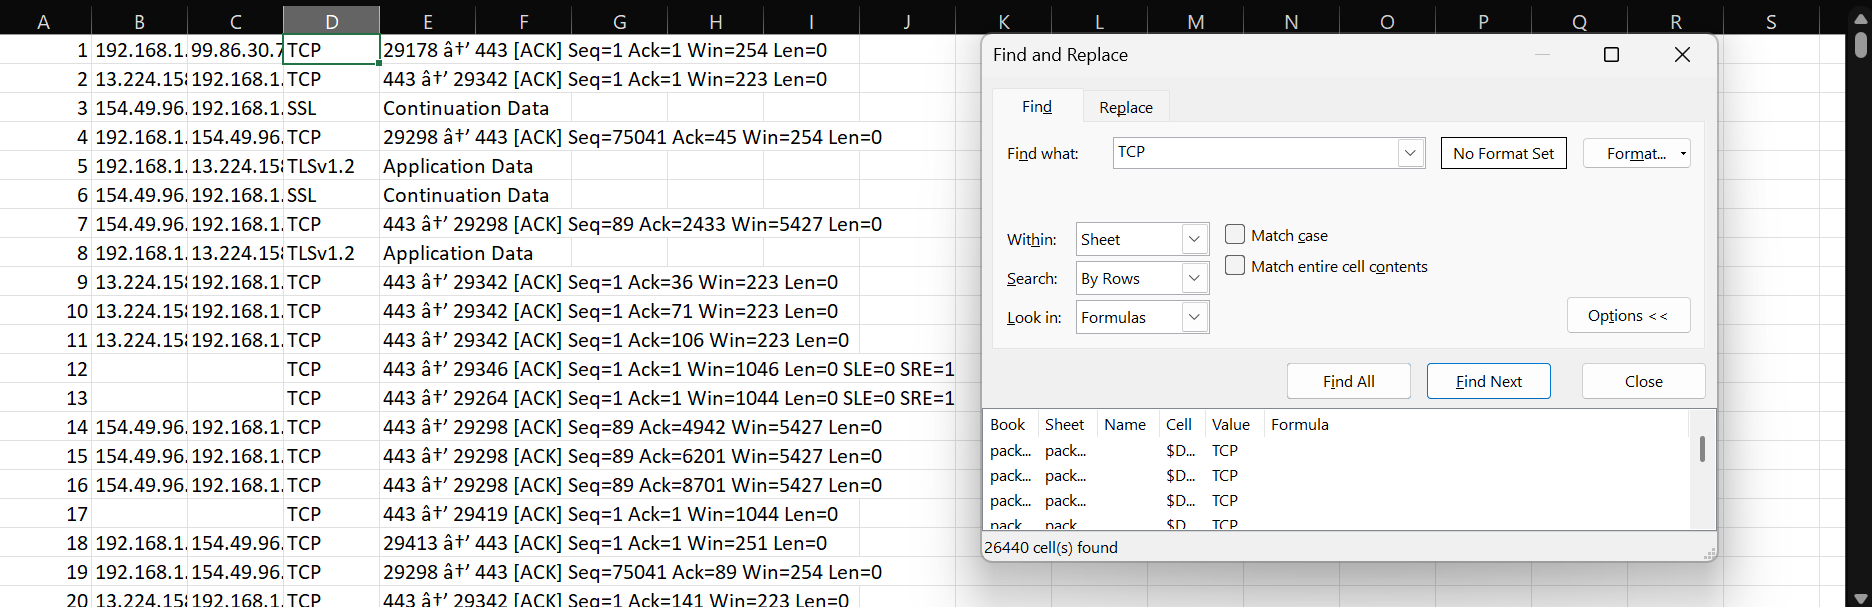 A B C D E F G H I J K L M N O P Q R S
1 192.168.1. 99.86.30.7 TCP 29178 â†’ 443 [ACK] Seq=1 Ack=1 Win=254 Len=0
2 13.224.158 192.168.1. TCP 443 â†’ 29342 [ACK] Seq=1 Ack=1 Win=223 Len=0
3 154.49.96. 192.168.1. SSL Continuation Data
4 192.168.1. 154.49.96. TCP 29298 â†’ 443 [ACK] Seq=75041 Ack=45 Win=254 Len=0
5 192.168.1. 13.224.158 TLSv1.2 Application Data
6 154.49.96. 192.168.1. SSL Continuation Data
7 154.49.96. 192.168.1. TCP 443 â†’ 29298 [ACK] Seq=89 Ack=2433 Win=5427 Len=0
8 192.168.1. 13.224.158 TLSv1.2 Application Data
9 13.224.158 192.168.1. TCP 443 â†’ 29342 [ACK] Seq=1 Ack=36 Win=223 Len=0
10 13.224.158 192.168.1. TCP 443 â†’ 29342 [ACK] Seq=1 Ack=71 Win=223 Len=0
11 13.224.158 192.168.1. TCP 443 â†’ 29342 [ACK] Seq=1 Ack=106 Win=223 Len=0
12 TCP 443 â†’ 29346 [ACK] Seq=1 Ack=1 Win=1046 Len=0 SLE=0 SRE=1
13 TCP 443 â†’ 29264 [ACK] Seq=1 Ack=1 Win=1044 Len=0 SLE=0 SRE=1
14 154.49.96. 192.168.1. TCP 443 â†’ 29298 [ACK] Seq=89 Ack=4942 Win=5427 Len=0
15 154.49.96. 192.168.1. TCP 443 â†’ 29298 [ACK] Seq=89 Ack=6201 Win=5427 Len=0
16 154.49.96. 192.168.1. TCP 443 â†’ 29298 [ACK] Seq=89 Ack=8701 Win=5427 Len=0
17 TCP 443 â†’ 29419 [ACK] Seq=1 Ack=1 Win=1044 Len=0
18 192.168.1. 154.49.96. TCP 29413 â†’ 443 [ACK] Seq=1 Ack=1 Win=251 Len=0
19 192.168.1. 154.49.96. TCP 29298 â†’ 443 [ACK] Seq=75041 Ack=89 Win=254 Len=0
20 13.224.158 192.168.1. TCP 443 â†’ 29342 [ACK] Seq=1 Ack=141 Win=223 Len=0
Find and Replace
Find Replace
Find what: TCP No Format Set Format...
Within: Sheet Match case
Search: By Rows Match entire cell contents
Look in: Formulas Options <<
Find All Find Next Close
Book Sheet Name Cell Value Formula
pack... pack... $D... TCP
pack... pack... $D... TCP
pack... pack... $D... TCP
pack pack $D TCP
26440 cell(s) found